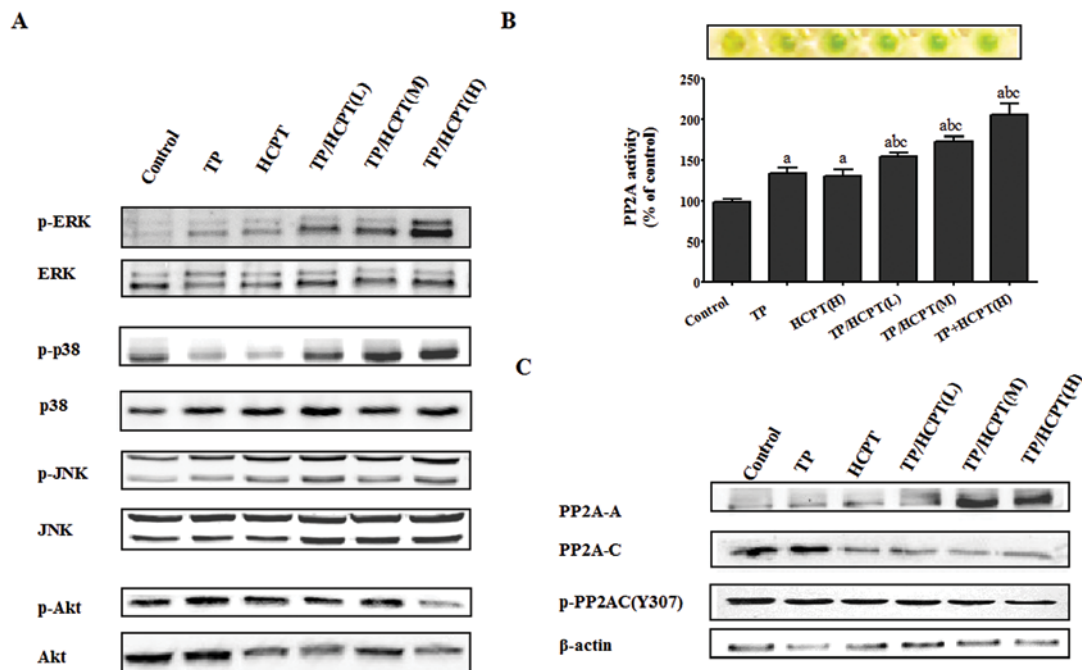 A
Control
TP
HCPT
TP/HCPT(L)
TP/HCPT(M)
TP/HCPT(H)
p-ERK
ERK
p-p38
p38
p-JNK
JNK
p-Akt
Akt
B
PP2A activity
(% of control)
250
200
150
100
50
0
a
a
abc
abc
abc
Control
TP
HCPT(H)
TP/HCPT(L)
TP/HCPT(M)
TP+HCPT(H)
C
Control
TP
HCPT
TP/HCPT(L)
TP/HCPT(M)
TP/HCPT(H)
PP2A-A
PP2A-C
p-PP2AC(Y307)
β-actin